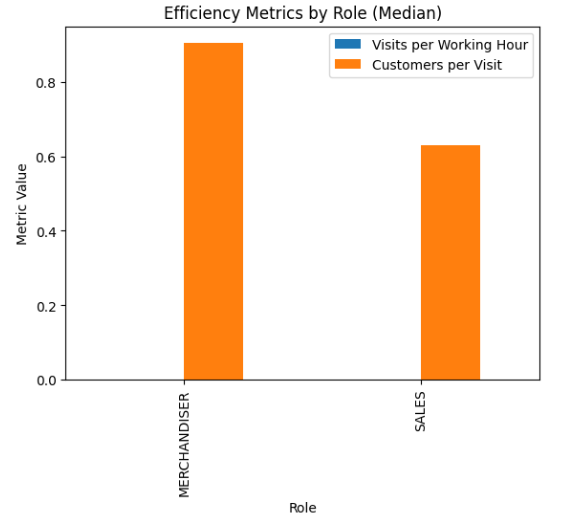 Efficiency Metrics by Role (Median)
Visits per Working Hour
Customers per Visit
Metric Value
0.8
0.6
0.4
0.2
0.0
MERCHANDISER
SALES
Role